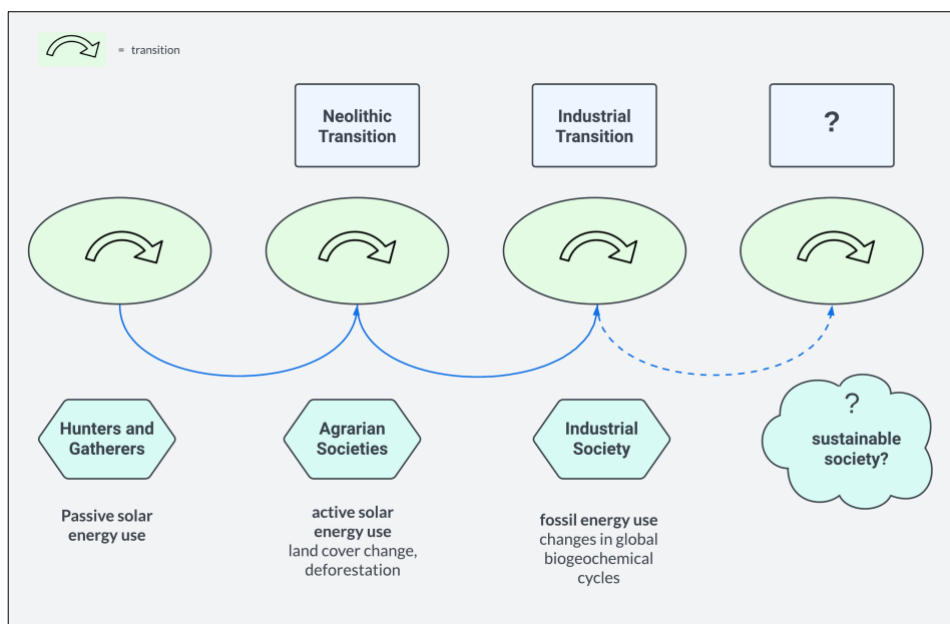 = transition
Neolithic
Transition
Industrial
Transition
?
Hunters and
Gatherers
Agrarian
Societies
Industrial
Society
?
sustainable
society?
Passive solar
energy use
active solar
energy use
land cover change,
deforestation
fossil energy use
changes in global
biogeochemical
cycles